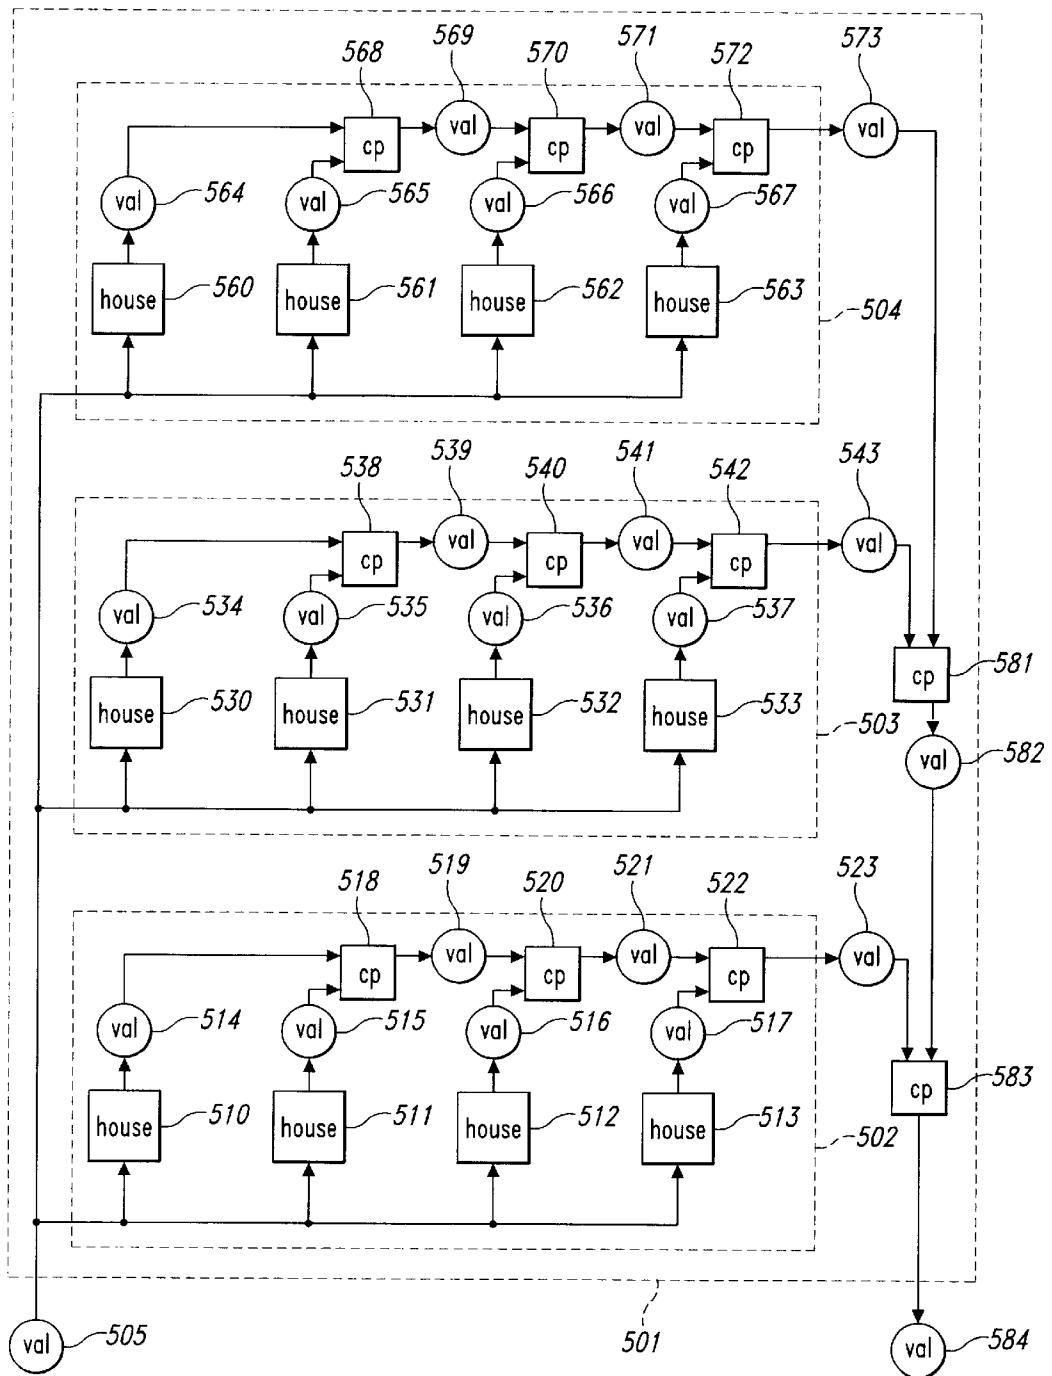 568 569 570 571 572 573
cp val cp val cp val
val 564 val 565 val 566 val 567
house 560 house 561 house 562 house 563
504
538 539 540 541 542 543
cp val cp val cp val
val 534 val 535 val 536 val 537
cp 581
house 530 house 531 house 532 house 533
503
val 582
518 519 520 521 522 523
cp val cp val cp val
val 514 val 515 val 516 val 517
cp 583
house 510 house 511 house 512 house 513
502
val 505
501
val 584